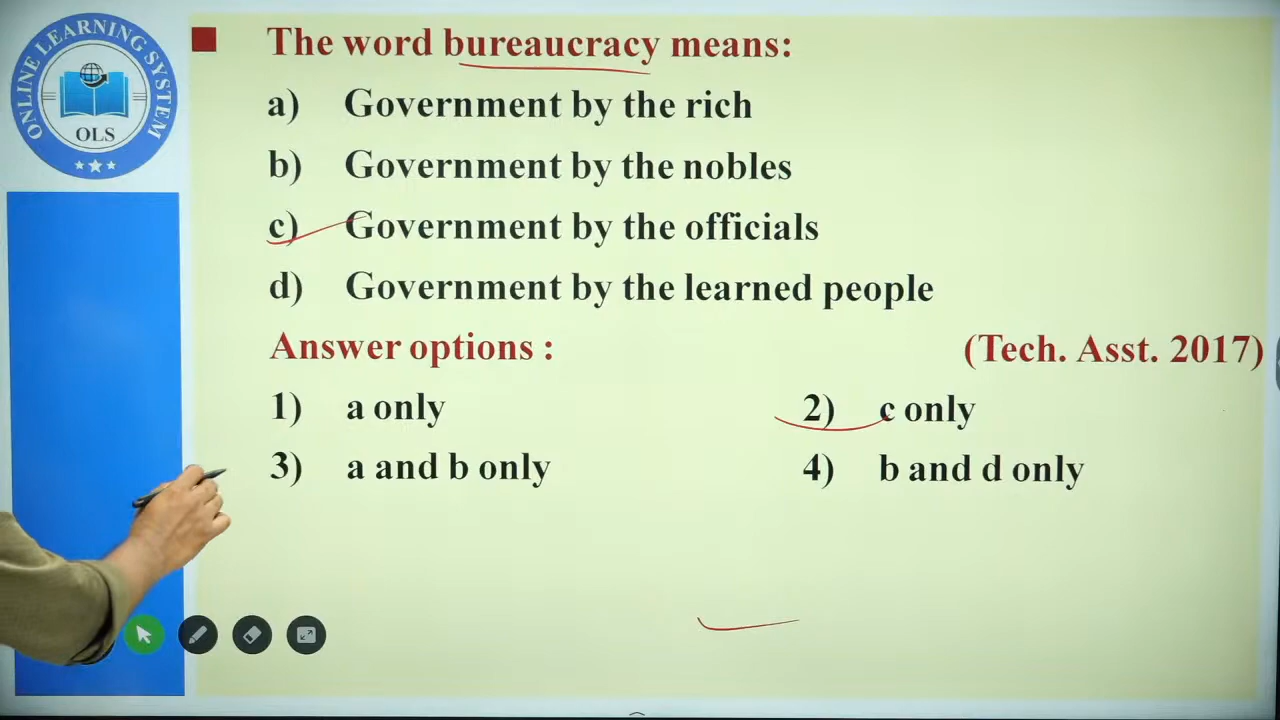 ONLINE LEARNING SYSTEM
OLS
The word bureaucracy means:
a) Government by the rich
b) Government by the nobles
c) Government by the officials
d) Government by the learned people
Answer options :
(Tech. Asst. 2017)
1) a only
2) c only
3) a and b only
4) b and d only